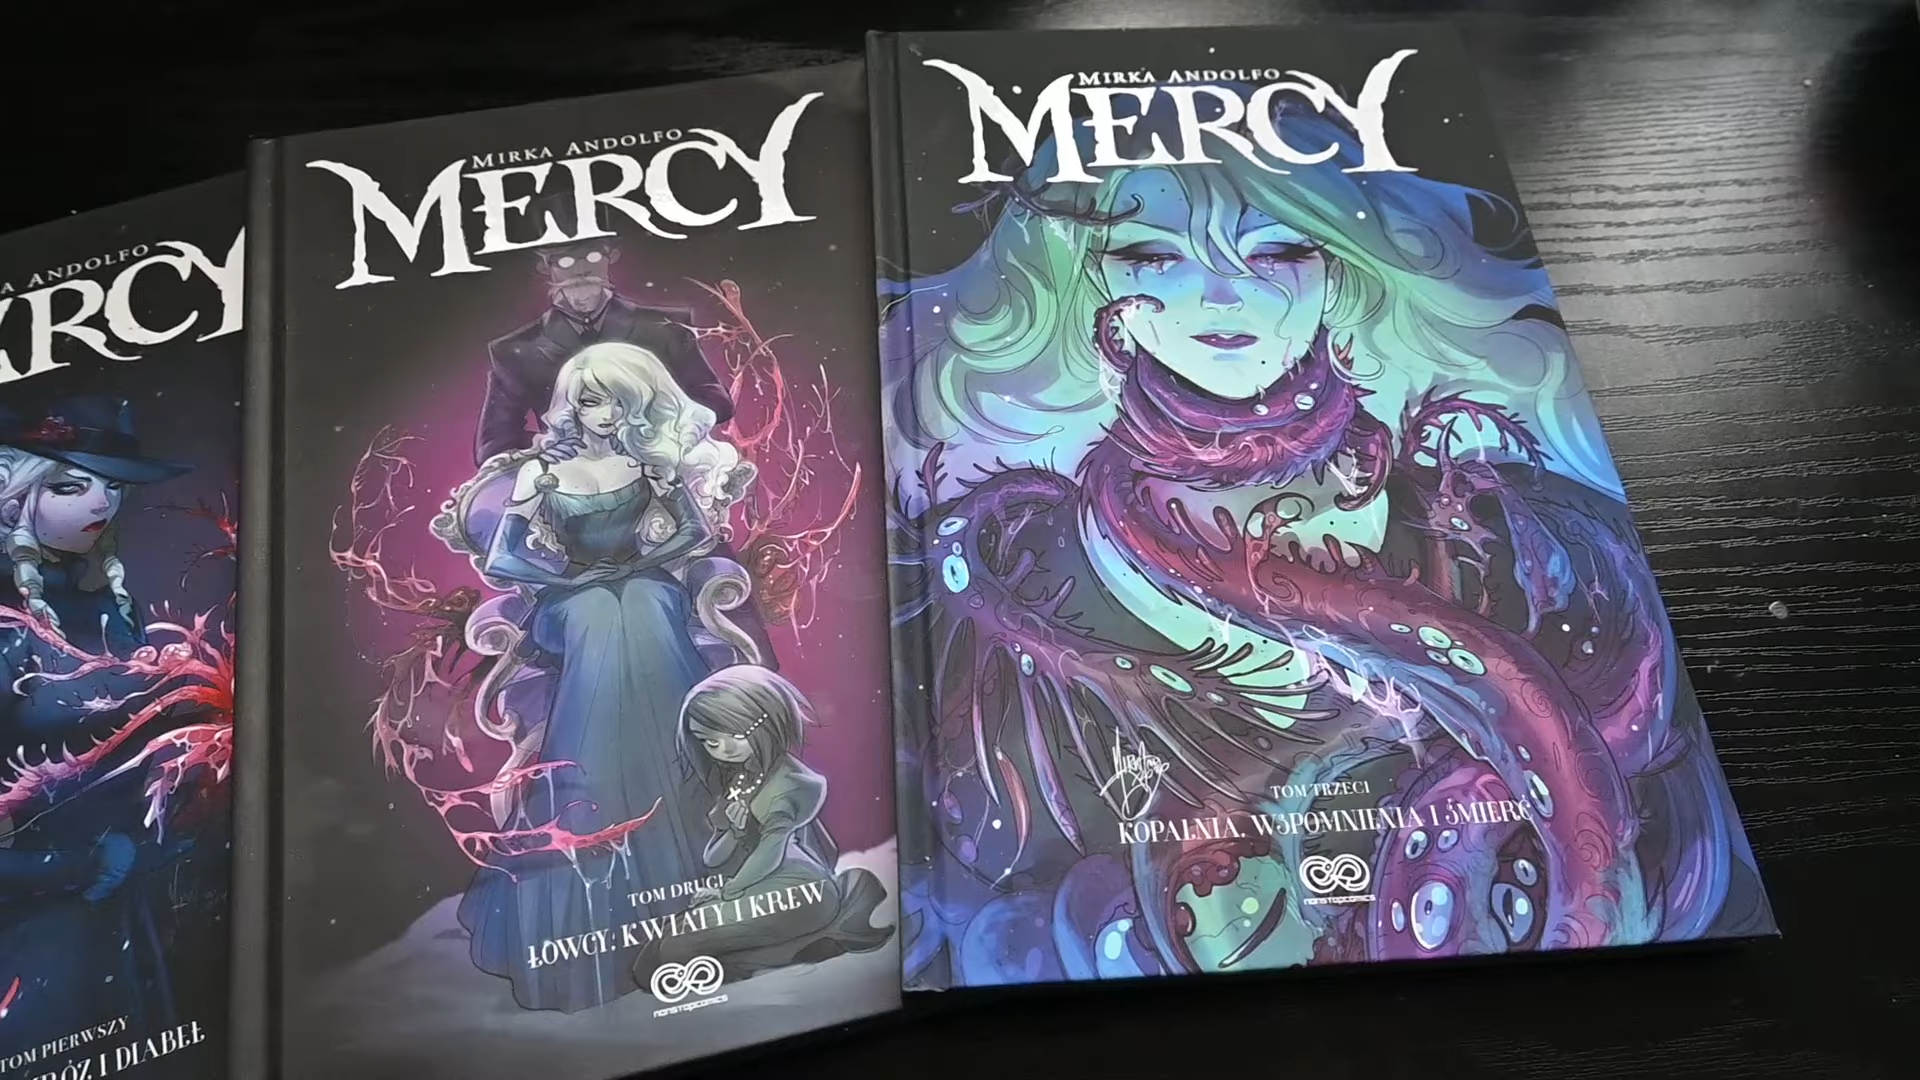 ANDOLFO
TOM PIERWSZY
I DIABEŁ
MIRKA ANDOLFO
MERCY
TOM DRUGI
ŁOWCY, KWIATY I KREW
NONSTOPCOMICS
MIRKA ANDOLFO
MERCY
TOM TRZECI
KOPALNIA, WSPOMNIENIA I ŚMIERĆ
NONSTOPCOMICS